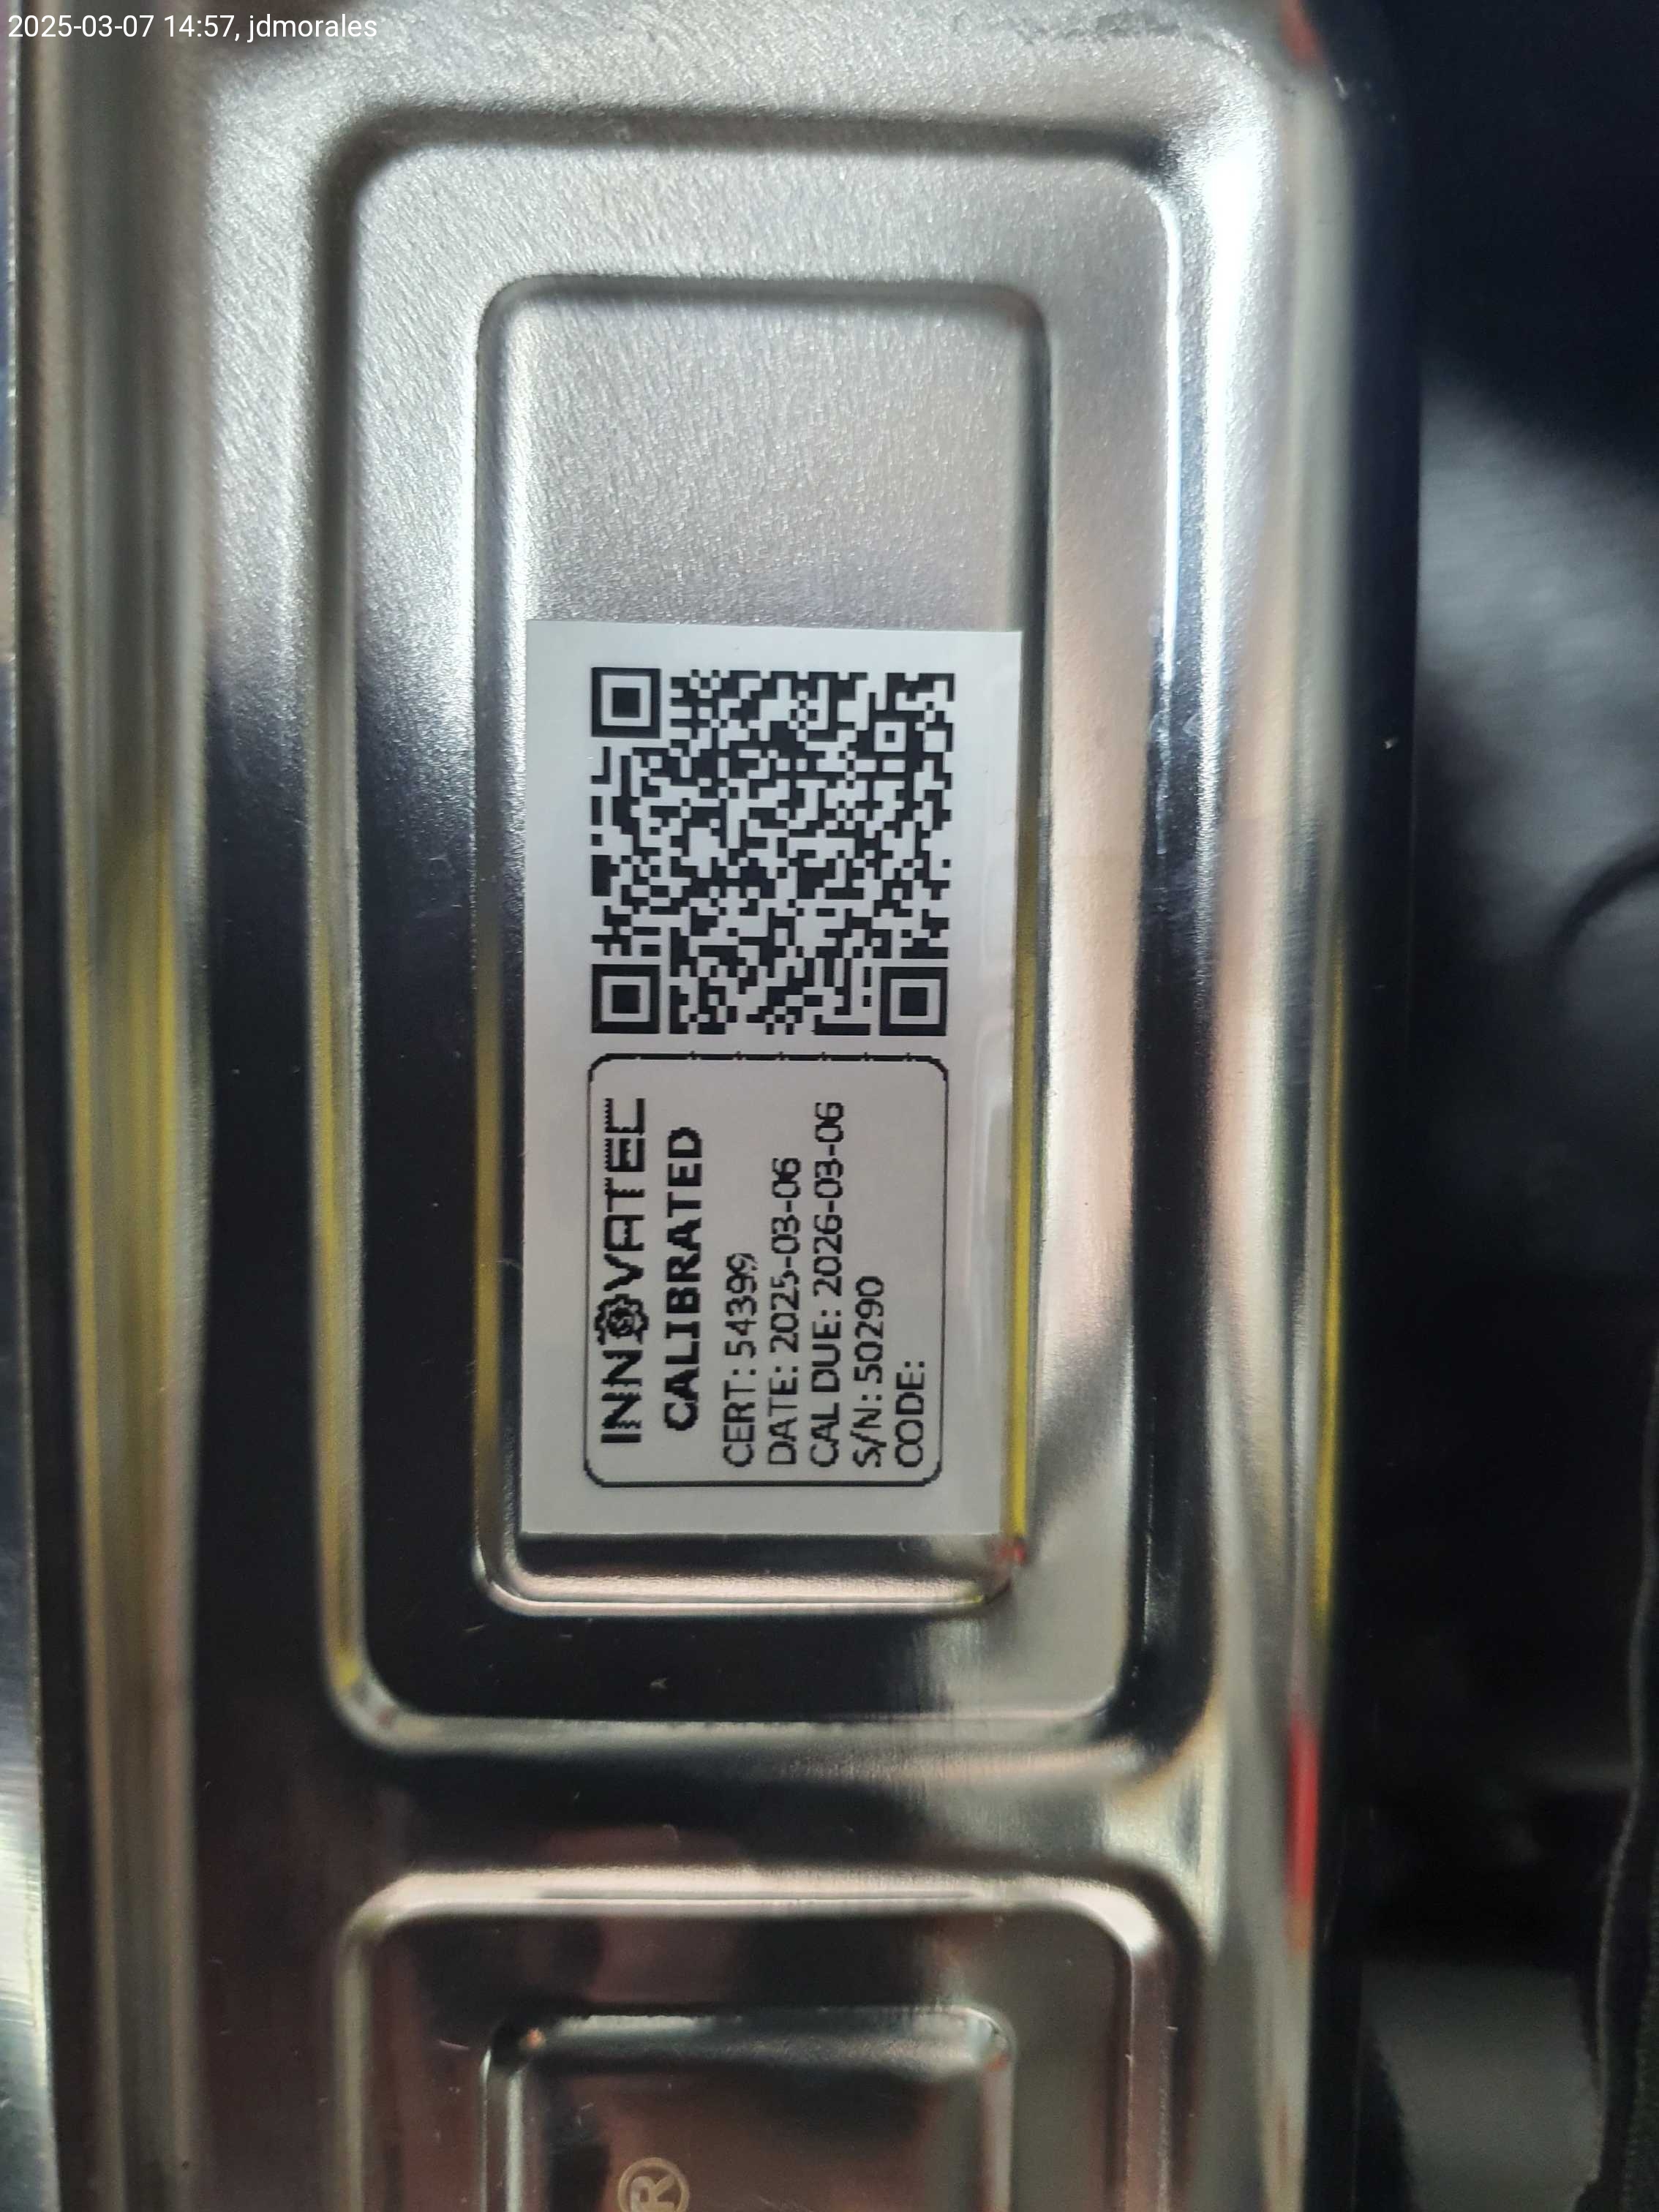 2025-03-07 14:57, jdmorales
INNOVATEC
CALIBRATED
CERT: 54399
DATE: 2025-03-06
CAL DUE: 2026-03-06
S/N: 50290
CODE:
®